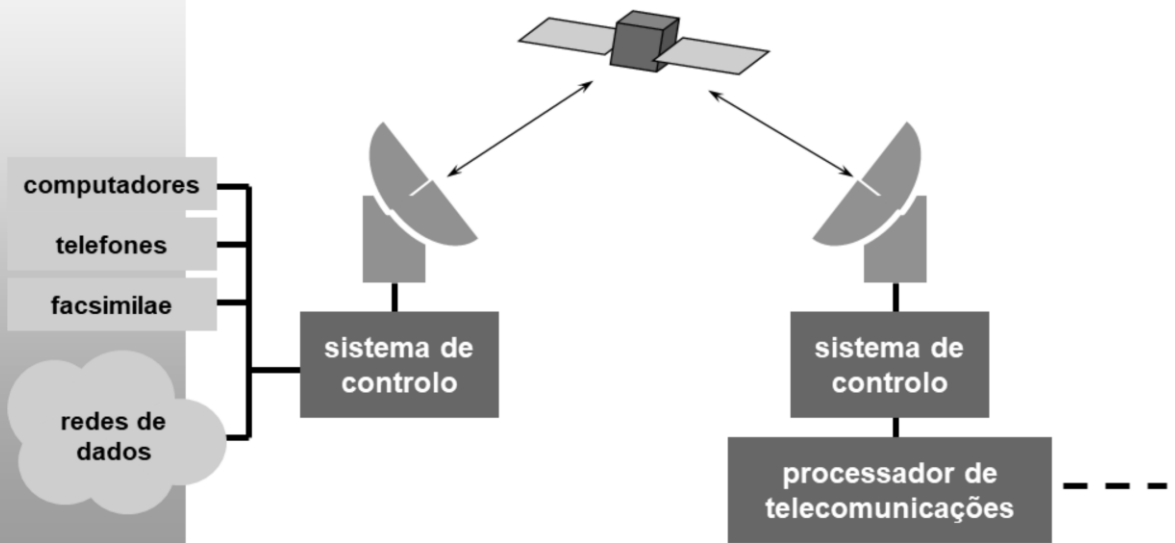 computadores
telefones
facsimilae
redes de
dados
sistema de
controlo
sistema de
controlo
processador de
telecomunicações